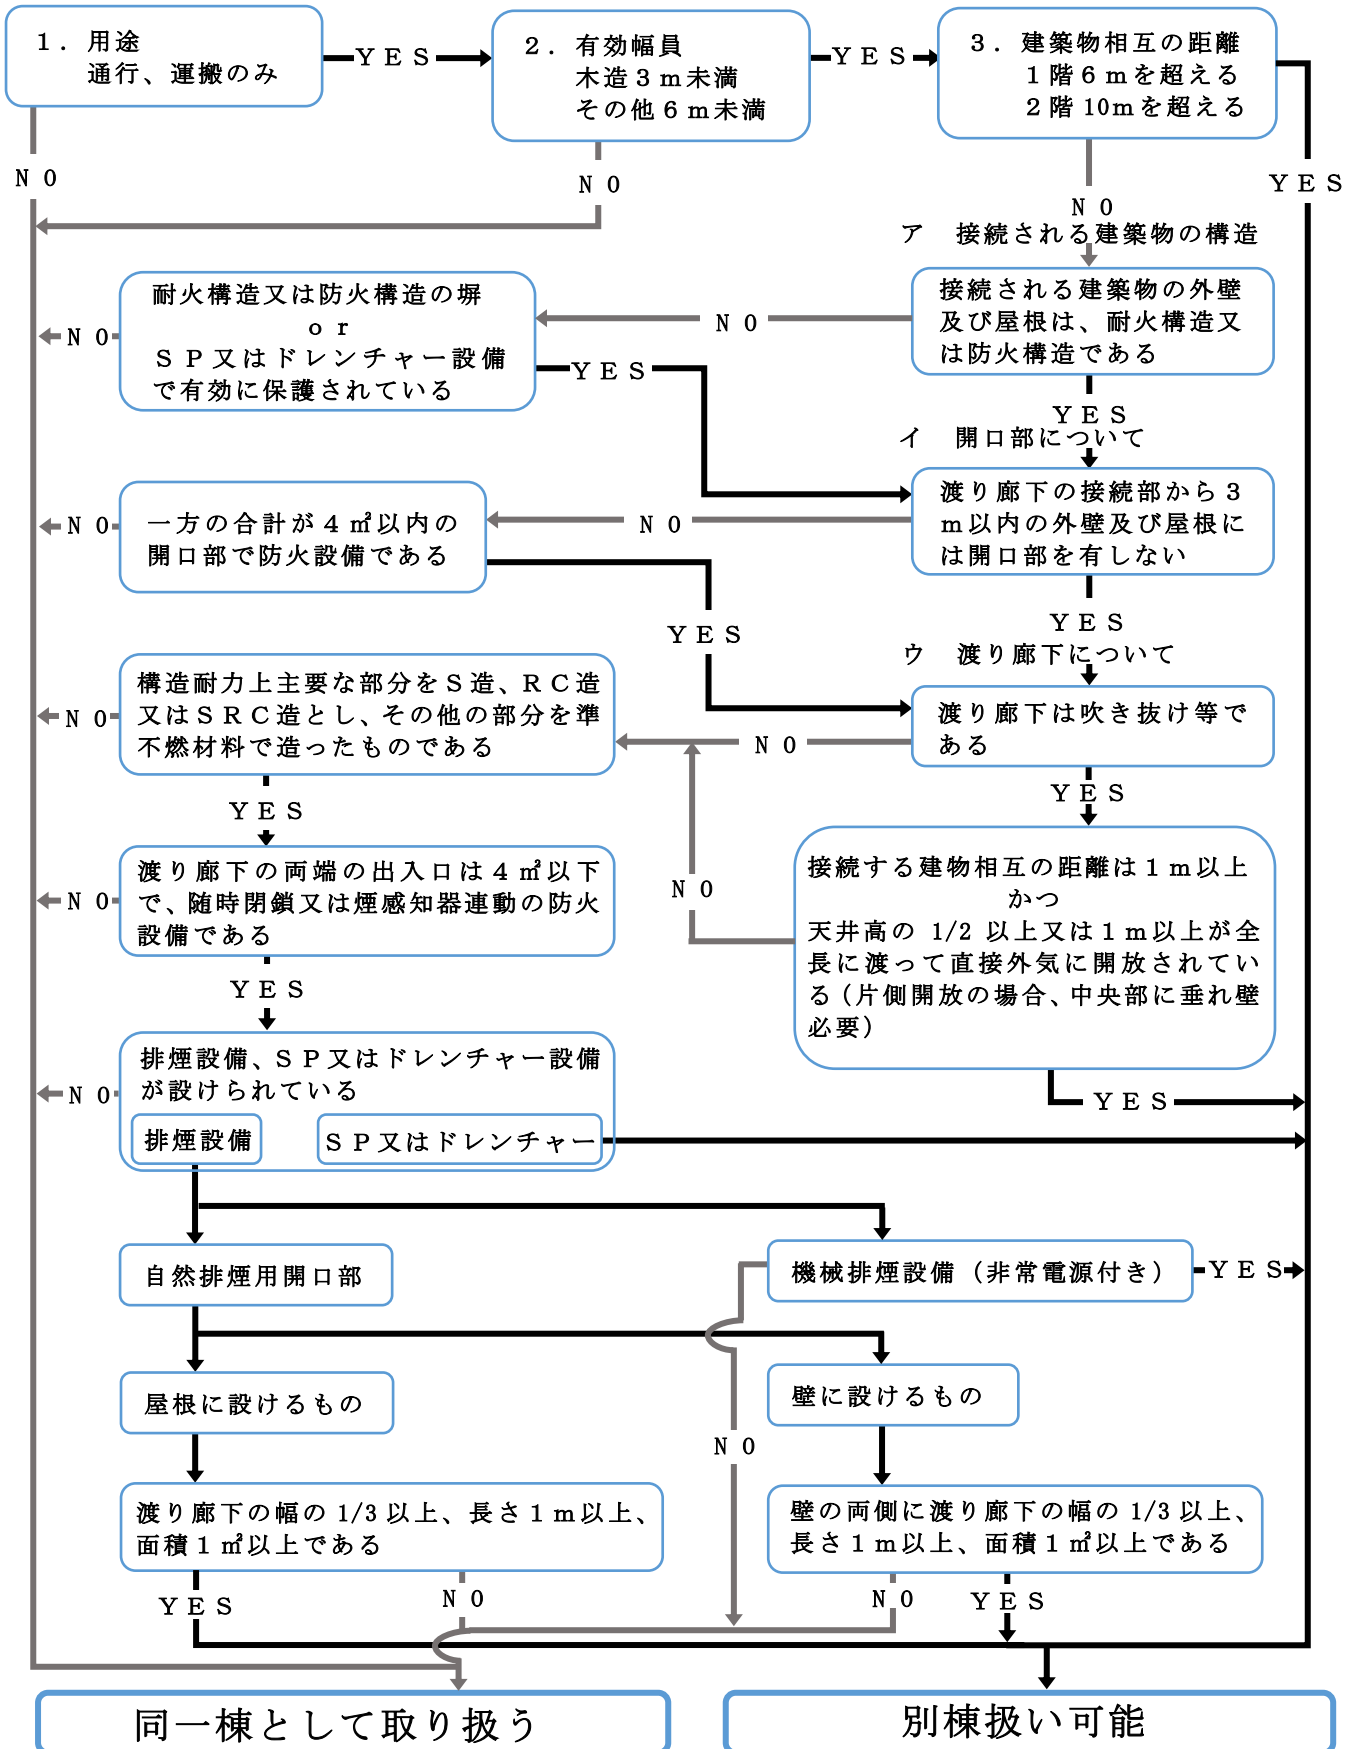 １．用途
通行、運搬のみ
ＹＥＳ
２．有効幅員
木造３ｍ未満
その他６ｍ未満
ＹＥＳ
３．建築物相互の距離
１階６ｍを超える
２階10ｍを超える
ＮＯ
ＮＯ
ＮＯ
ＹＥＳ
ア　接続される建築物の構造
接続される建築物の外壁
及び屋根は、耐火構造又
は防火構造である
ＮＯ
耐火構造又は防火構造の塀
ｏｒ
ＳＰ又はドレンチャー設備
で有効に保護されている
ＮＯ
ＹＥＳ
ＹＥＳ
イ　開口部について
渡り廊下の接続部から３
ｍ以内の外壁及び屋根に
は開口部を有しない
ＮＯ
一方の合計が４㎡以内の
開口部で防火設備である
ＮＯ
ＹＥＳ
ＹＥＳ
ウ　渡り廊下について
渡り廊下は吹き抜け等で
ある
ＮＯ
構造耐力上主要な部分をＳ造、ＲＣ造
又はＳＲＣ造とし、その他の部分を準
不燃材料で造ったものである
ＮＯ
ＹＥＳ
ＹＥＳ
接続する建物相互の距離は１ｍ以上
かつ
天井高の 1/2 以上又は１ｍ以上が全
長に渡って直接外気に開放されてい
る（片側開放の場合、中央部に垂れ壁
必要）
ＮＯ
ＹＥＳ
渡り廊下の両端の出入口は４㎡以下
で、随時閉鎖又は煙感知器連動の防火
設備である
ＮＯ
ＹＥＳ
排煙設備、ＳＰ又はドレンチャー設備
が設けられている
ＮＯ
排煙設備
ＳＰ又はドレンチャー
自然排煙用開口部
機械排煙設備（非常電源付き）
ＹＥＳ
屋根に設けるもの
壁に設けるもの
ＮＯ
渡り廊下の幅の 1/3 以上、長さ１ｍ以上、
面積１㎡以上である
壁の両側に渡り廊下の幅の 1/3 以上、
長さ１ｍ以上、面積１㎡以上である
ＹＥＳ
ＮＯ
ＮＯ
ＹＥＳ
同一棟として取り扱う
別棟扱い可能